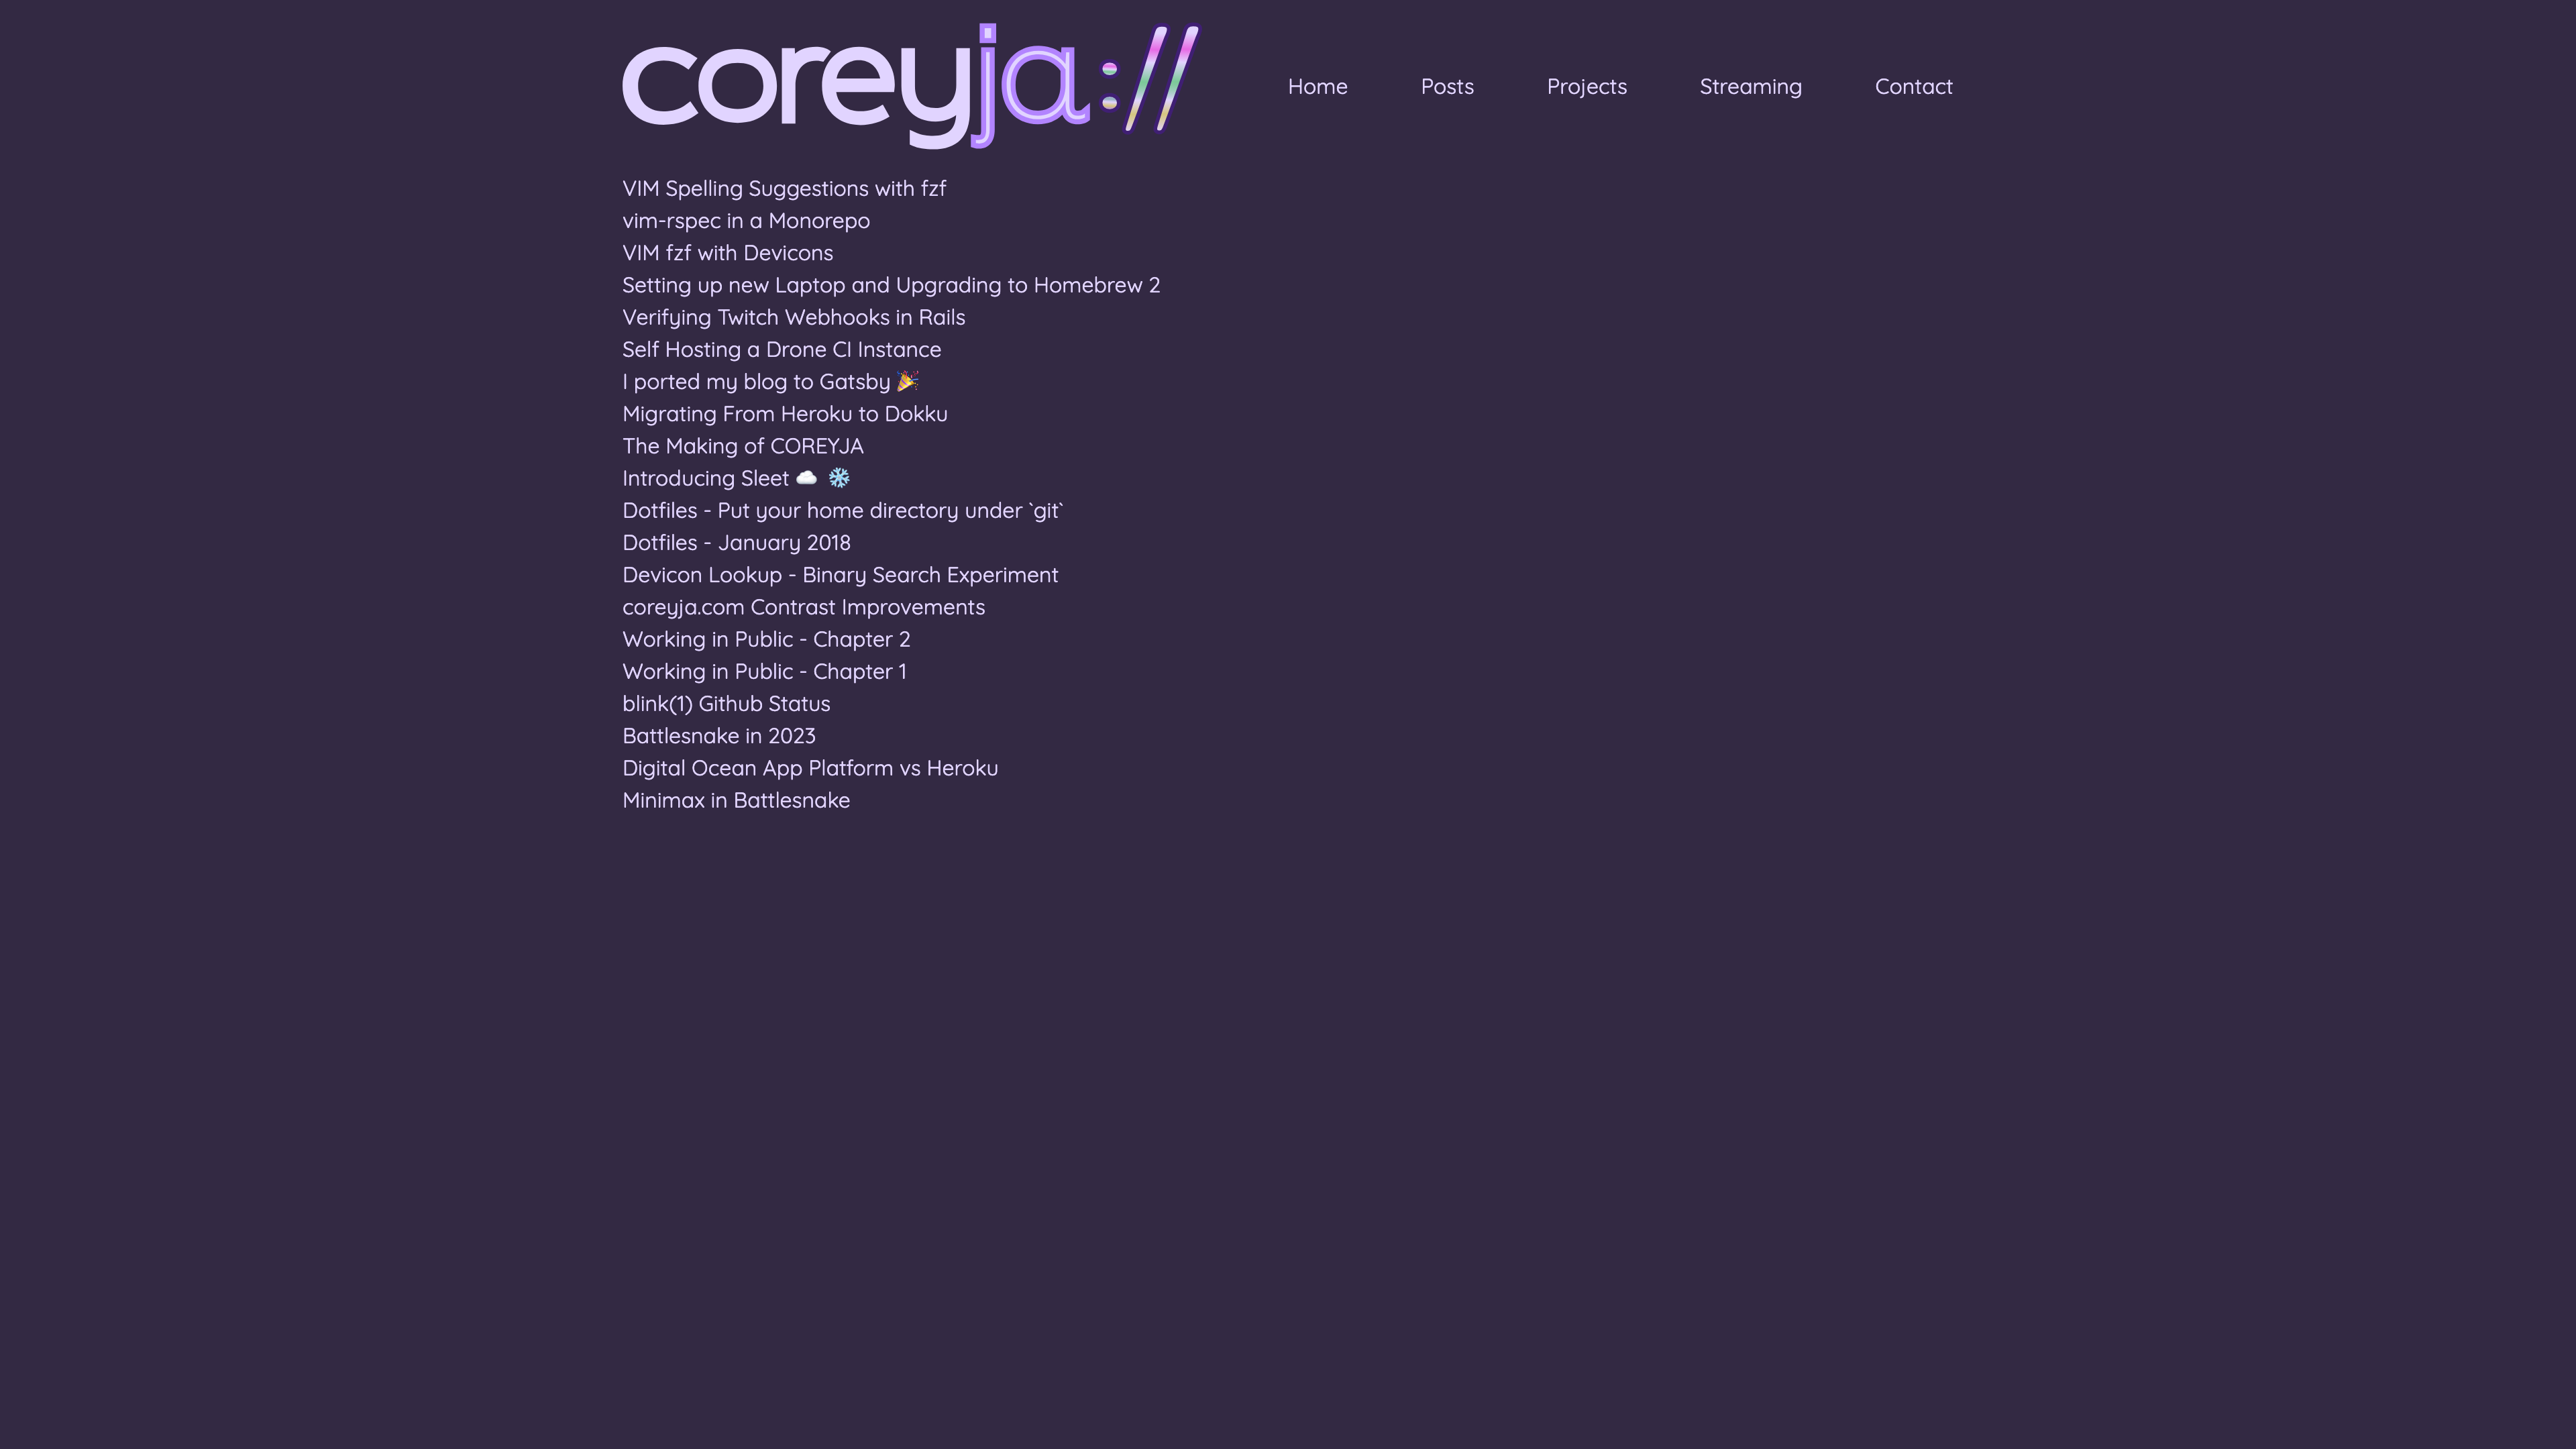 coreyja://
Home Posts Projects Streaming Contact
VIM Spelling Suggestions with fzf
vim-rspec in a Monorepo
VIM fzf with Devicons
Setting up new Laptop and Upgrading to Homebrew 2
Verifying Twitch Webhooks in Rails
Self Hosting a Drone CI Instance
I ported my blog to Gatsby 🎉
Migrating From Heroku to Dokku
The Making of COREYJA
Introducing Sleet ☁️ ❄️
Dotfiles - Put your home directory under `git`
Dotfiles - January 2018
Devicon Lookup - Binary Search Experiment
coreyja.com Contrast Improvements
Working in Public - Chapter 2
Working in Public - Chapter 1
blink(1) Github Status
Battlesnake in 2023
Digital Ocean App Platform vs Heroku
Minimax in Battlesnake